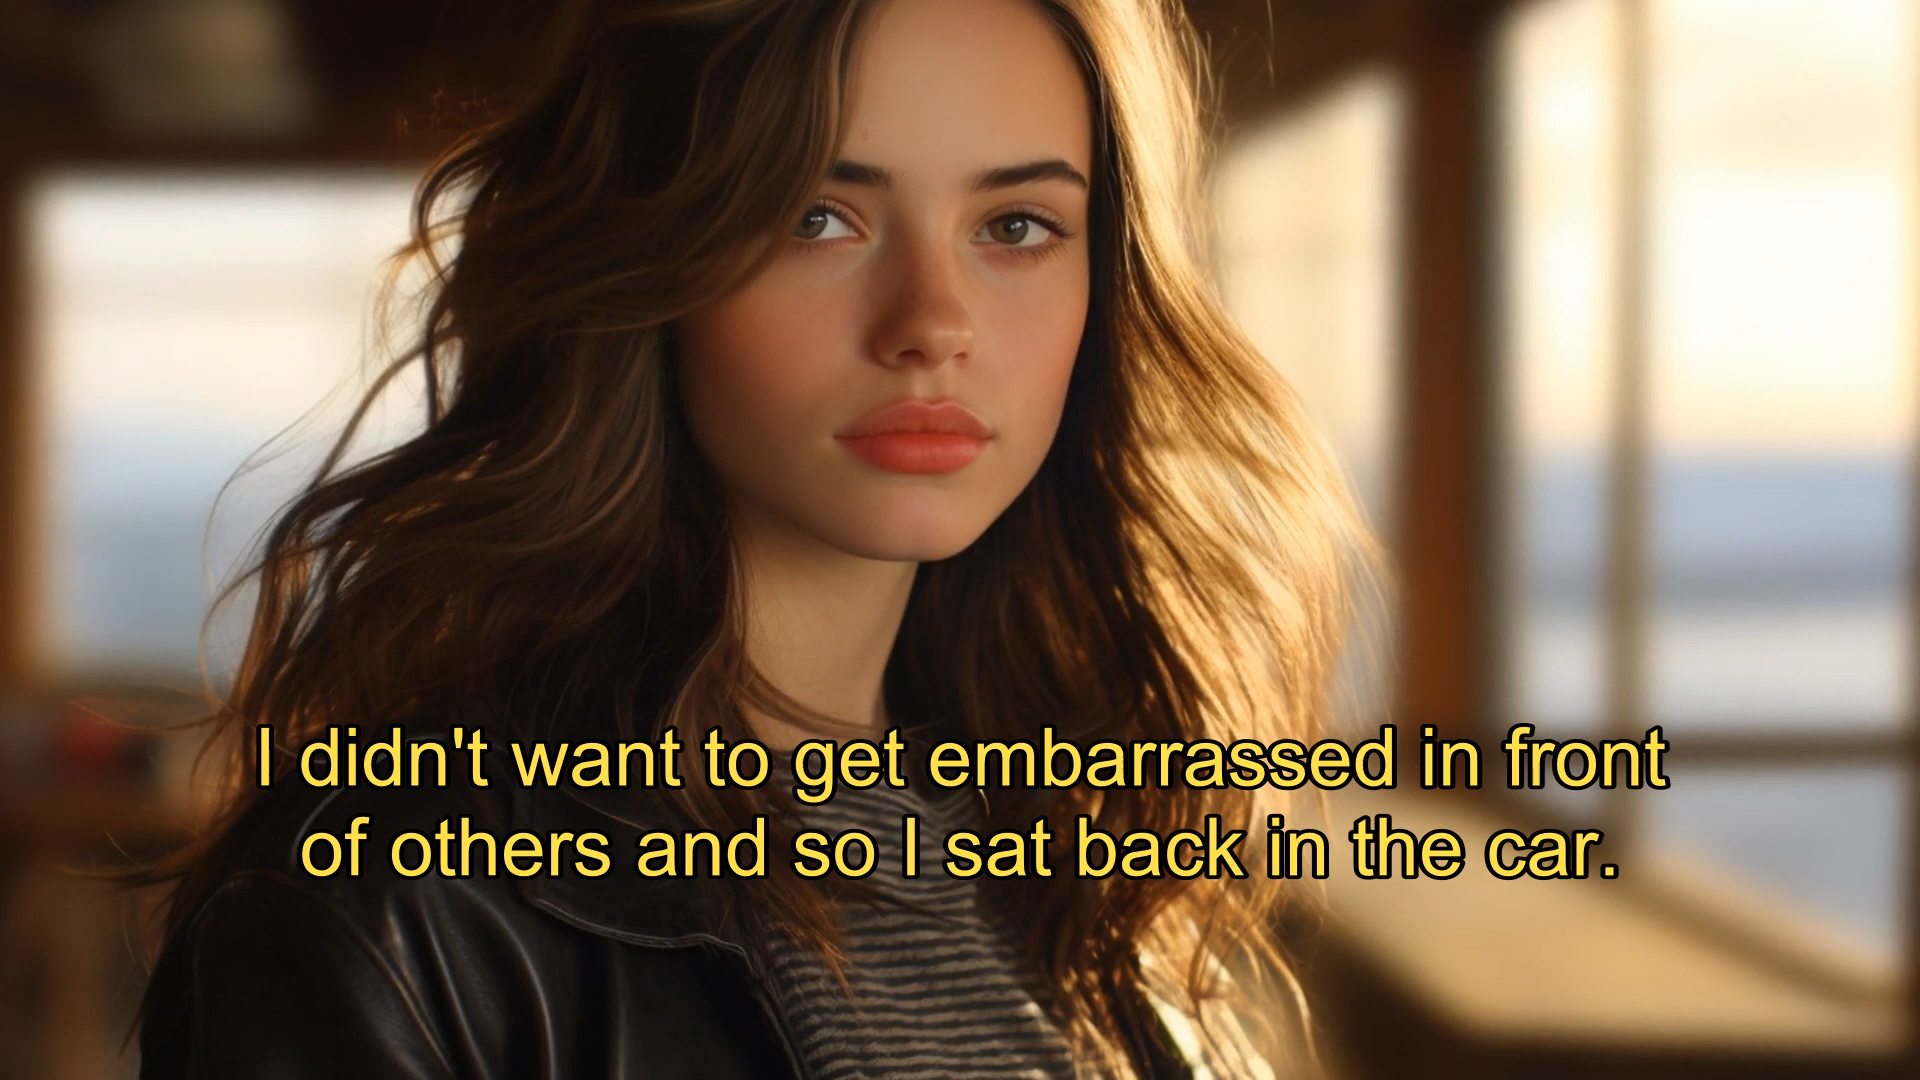 I didn't want to get embarrassed in front
of others and so I sat back in the car.